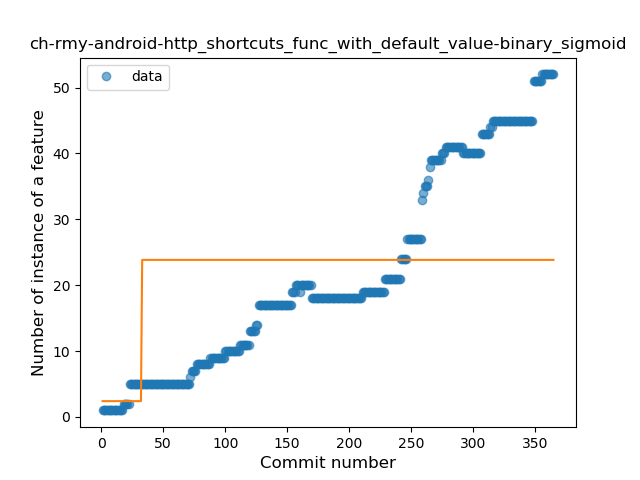 ch-rmy-android-http_shortcuts_func_with_default_value-binary_sigmoid
data
50
40
30
20
10
0
Number of instance of a feature
0 50 100 150 200 250 300 350
Commit number